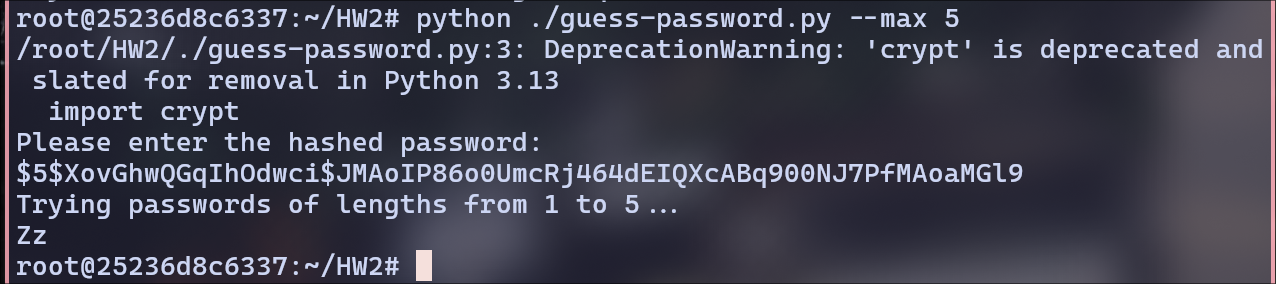 root@25236d8c6337:~/HW2# python ./guess-password.py --max 5
/root/HW2/./guess-password.py:3: DeprecationWarning: 'crypt' is deprecated and
 slated for removal in Python 3.13
  import crypt
Please enter the hashed password:
$5$XovGhwQGqIhOdwci$JMAoIP86o0UmcRj464dEIQXcABq900NJ7PfMAoaMGl9
Trying passwords of lengths from 1 to 5...
Zz
root@25236d8c6337:~/HW2#